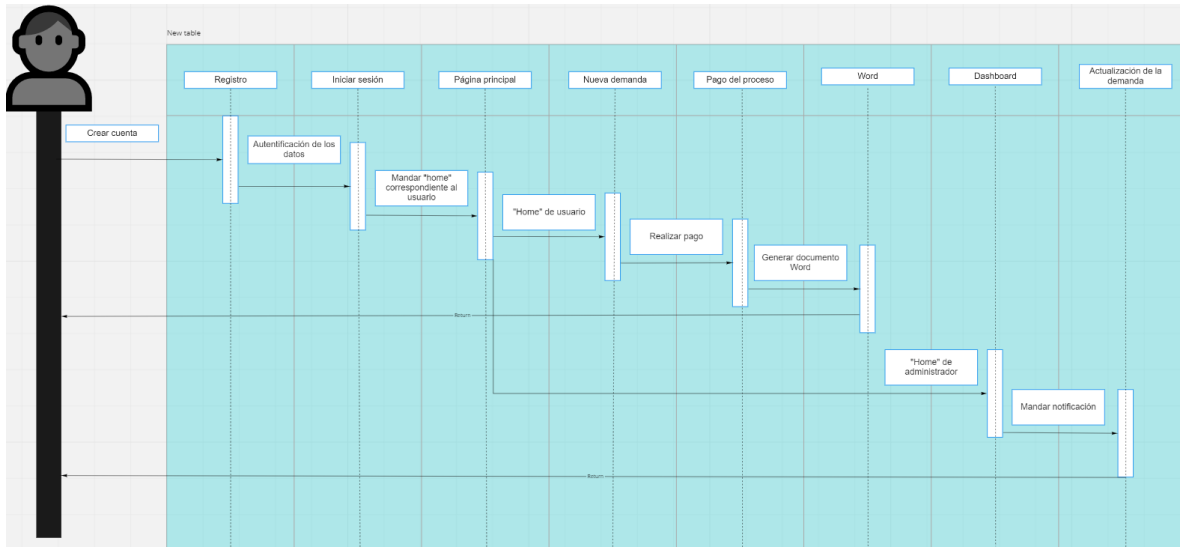 New table
Registro
Iniciar sesión
Página principal
Nueva demanda
Pago del proceso
Word
Dashboard
Actualización de la
demanda
Crear cuenta
Autentificación de los
datos
Mandar "home"
correspondiente al
usuario
"Home" de usuario
Realizar pago
Generar documento
Word
Return
"Home" de
administrador
Mandar notificación
Return